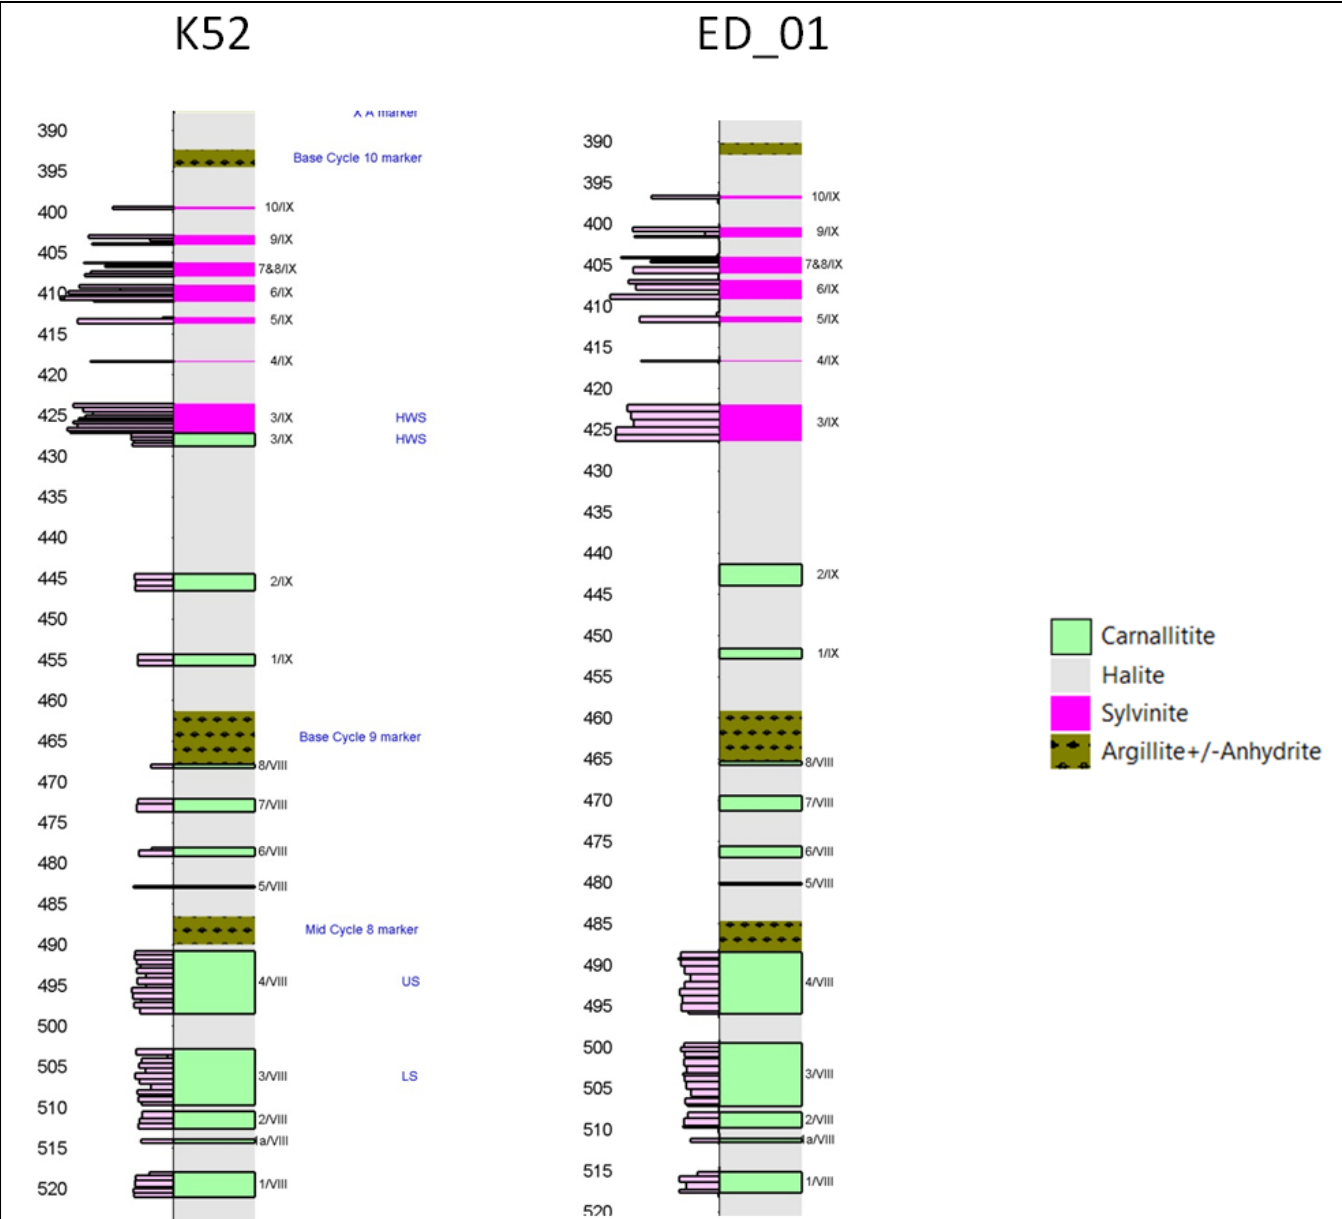 K52
ED_01
X A marker
390
Base Cycle 10 marker
395
400
10/IX
9/IX
405
7&8/IX
410
6/IX
5/IX
415
4/IX
420
425
3/IX
HWS
3/IX
HWS
430
435
440
445
2/IX
450
455
1/IX
460
Base Cycle 9 marker
465
8/VIII
470
7/VIII
475
6/VIII
480
5/VIII
485
Mid Cycle 8 marker
490
4/VIII
US
495
500
505
3/VIII
LS
510
2/VIII
a/VIII
515
1/VIII
520
390
395
10/IX
400
9/IX
405
7&8/IX
6/IX
410
5/IX
415
4/IX
420
3/IX
425
430
435
440
2/IX
445
450
1/IX
455
460
465
8/VIII
470
7/VIII
475
6/VIII
480
5/VIII
485
490
4/VIII
495
500
3/VIII
505
2/VIII
510
a/VIII
515
1/VIII
520
Carnallitite
Halite
Sylvinite
Argillite+/-Anhydrite